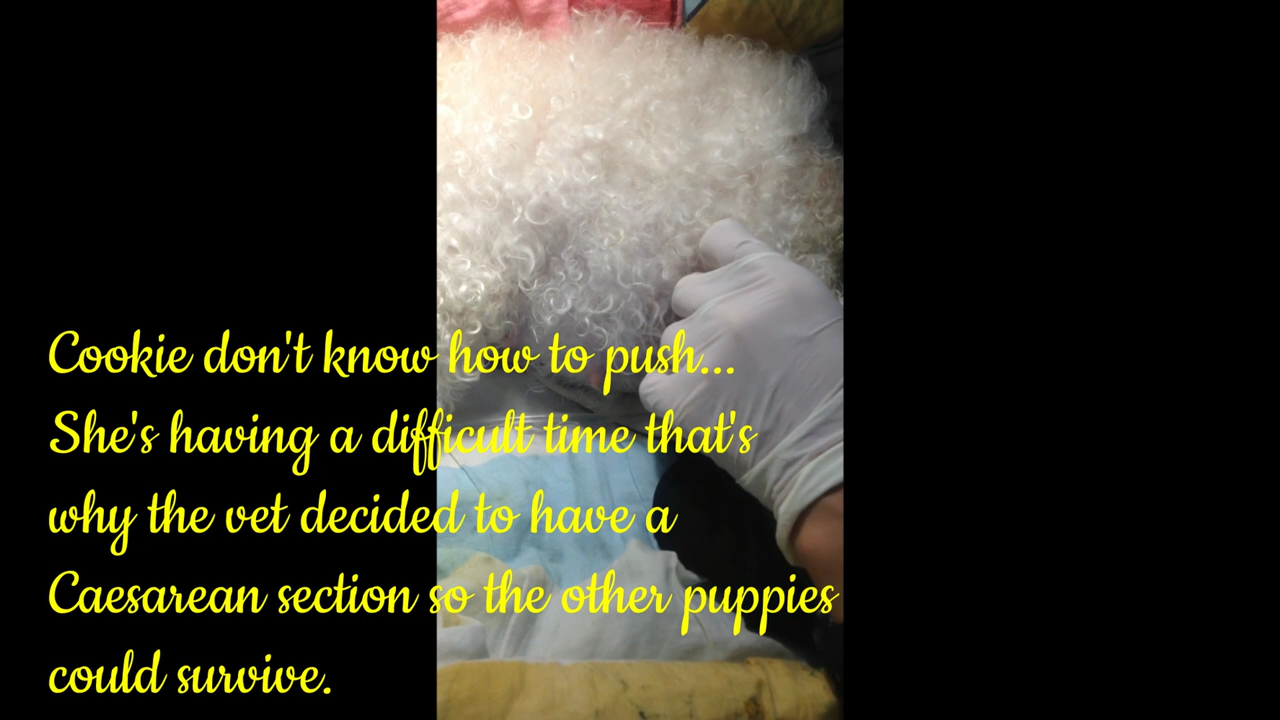 Cookie don't know how to push...
She's having a difficult time that's
why the vet decided to have a
Caesarean section so the other puppies
could survive.